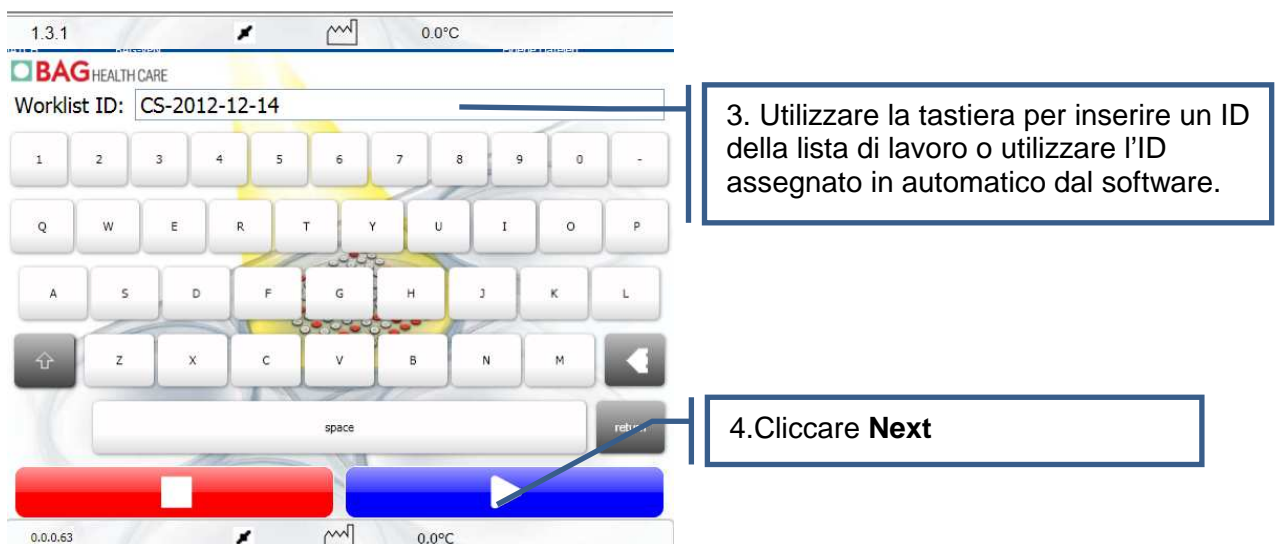 1.3.1 0.0°C
BAG HEALTH CARE
Worklist ID: CS-2012-12-14
1 2 3 4 5 6 7 8 9 0 -
Q W E R T Y U I O P
A S D F G H J K L
Z X C V B N M
space return
0.0.0.63 0.0°C
3. Utilizzare la tastiera per inserire un ID
della lista di lavoro o utilizzare l’ID
assegnato in automatico dal software.
4.Cliccare Next